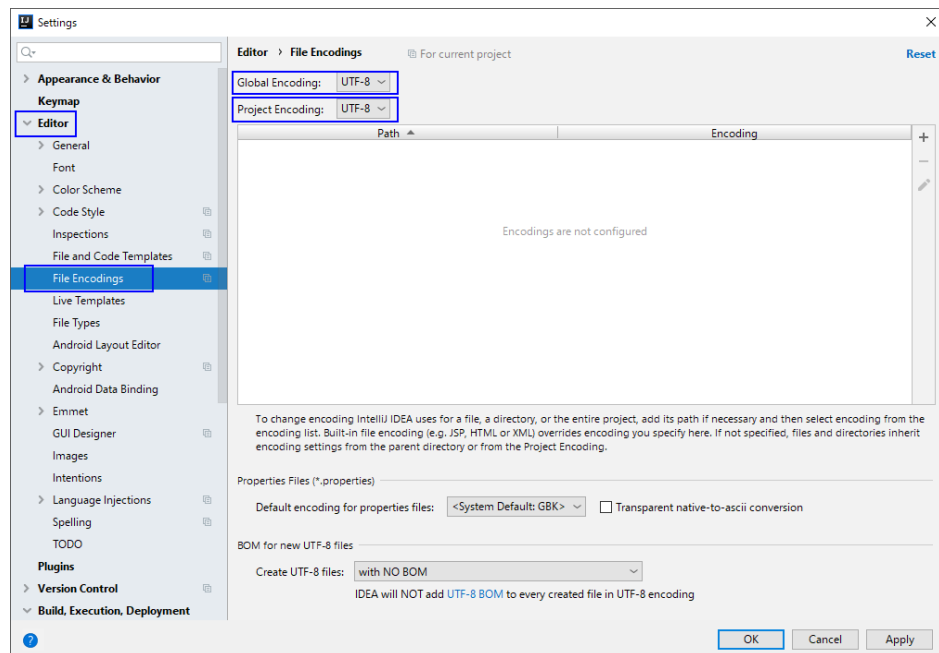 Settings
Appearance & Behavior
Keymap
Editor
General
Font
Color Scheme
Code Style
Inspections
File and Code Templates
File Encodings
Live Templates
File Types
Android Layout Editor
Copyright
Android Data Binding
Emmet
GUI Designer
Images
Intentions
Language Injections
Spelling
TODO
Plugins
Version Control
Build, Execution, Deployment
Editor › File Encodings For current project Reset
Global Encoding: UTF-8
Project Encoding: UTF-8
Path Encoding
Encodings are not configured
To change encoding IntelliJ IDEA uses for a file, a directory, or the entire project, add its path if necessary and then select encoding from the
encoding list. Built-in file encoding (e.g. JSP, HTML or XML) overrides encoding you specify here. If not specified, files and directories inherit
encoding settings from the parent directory or from the Project Encoding.
Properties Files (*.properties)
Default encoding for properties files: <System Default: GBK> Transparent native-to-ascii conversion
BOM for new UTF-8 files
Create UTF-8 files: with NO BOM
IDEA will NOT add UTF-8 BOM to every created file in UTF-8 encoding
? OK Cancel Apply